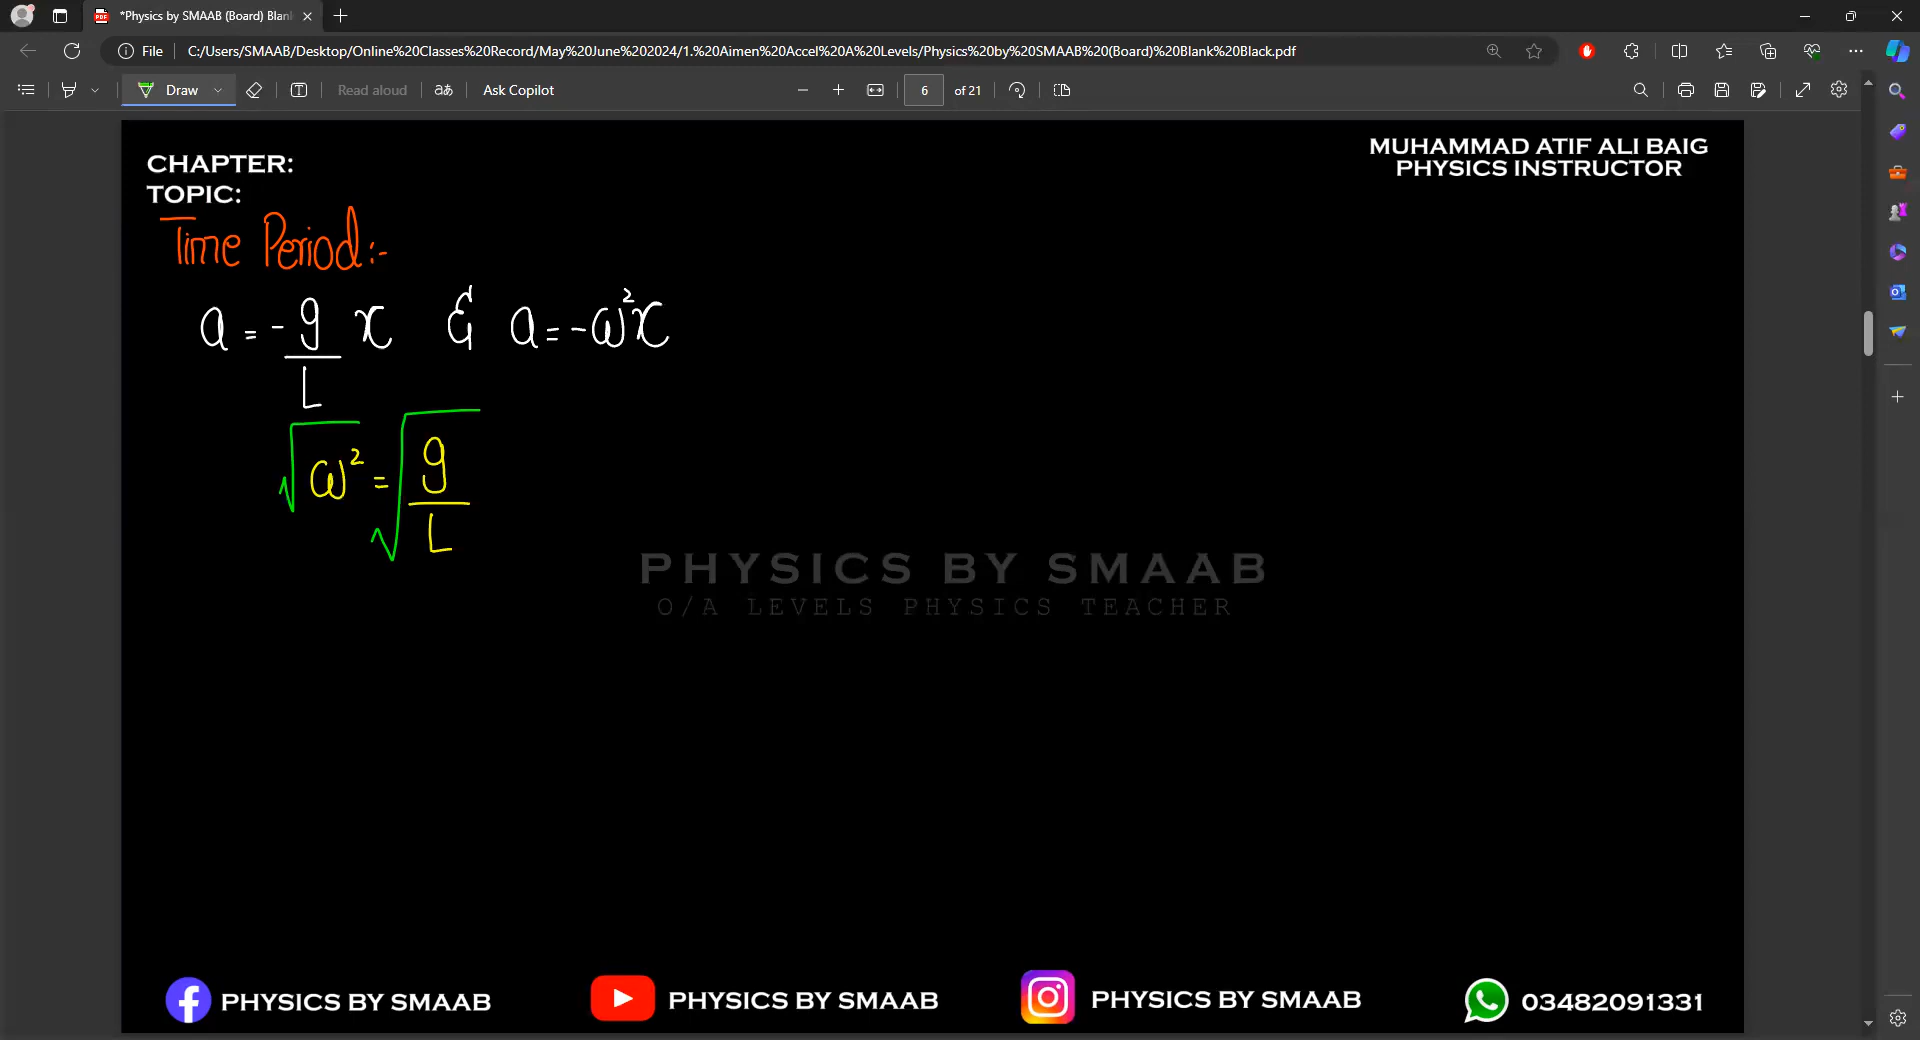 *Physics by SMAAB (Board) Blan
File C:/Users/SMAAB/Desktop/Online%20Classes%20Record/May%20June%202024/1.%20Aimen%20Accel%20A%20Levels/Physics%20by%20SMAAB%20(Board)%20Blank%20Black.pdf
Draw Read aloud aあ Ask Copilot 6 of 21
MUHAMMAD ATIF ALI BAIG
PHYSICS INSTRUCTOR
CHAPTER:
TOPIC:
Time Period:-
a = - g/L x & a = -ω²x
√ω² = √g/L
PHYSICS BY SMAAB
O/A LEVELS PHYSICS TEACHER
PHYSICS BY SMAAB PHYSICS BY SMAAB PHYSICS BY SMAAB 03482091331